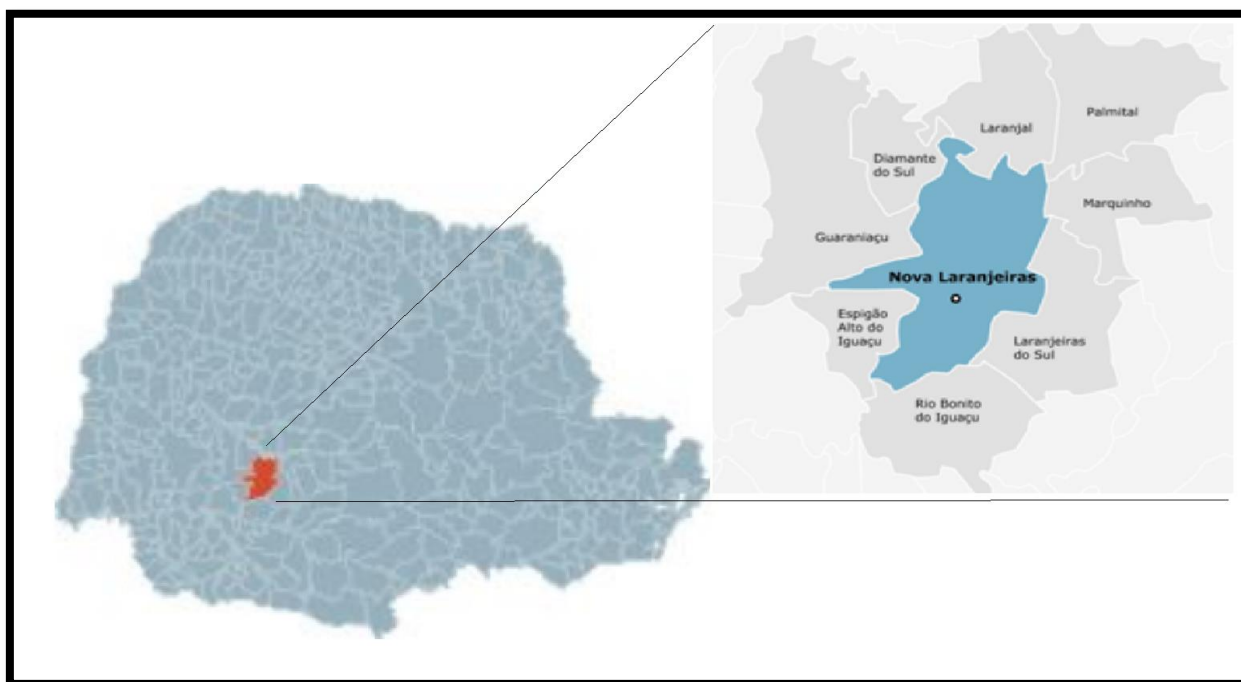 Palmital
Laranjal
Diamante
do Sul
Marquinho
Guaraniaçu
Nova Laranjeiras
Espigão
Alto do
Iguaçu
Laranjeiras
do Sul
Rio Bonito
do Iguaçu